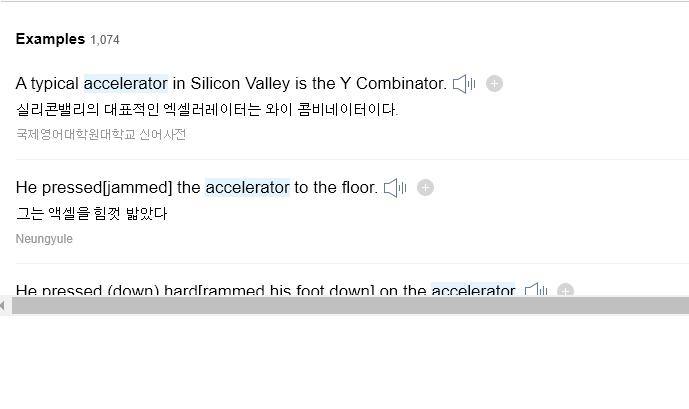 Examples 1,074
A typical accelerator in Silicon Valley is the Y Combinator.
실리콘밸리의 대표적인 엑셀러레이터는 와이 콤비네이터이다.
국제영어대학원대학교 신어사전
He pressed[jammed] the accelerator to the floor.
그는 액셀을 힘껏 밟았다
Neungyule
He pressed (down) hard[rammed his foot down] on the accelerator.